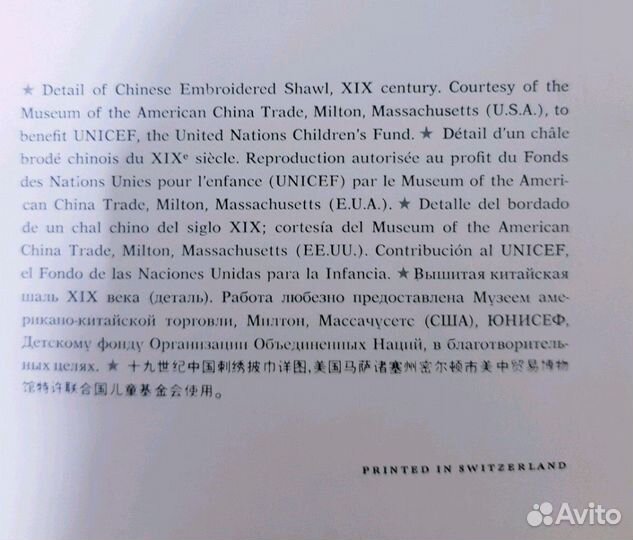 ★ Detail of Chinese Embroidered Shawl, XIX century. Courtesy of the
Museum of the American China Trade, Milton, Massachusetts (U.S.A.), to
benefit UNICEF, the United Nations Children's Fund. ★ Détail d'un châle
brodé chinois du XIXᵉ siècle. Reproduction autorisée au profit du Fonds
des Nations Unies pour l'enfance (UNICEF) par le Museum of the Ameri-
can China Trade, Milton, Massachusetts (E.U.A.). ★ Detalle del bordado
de un chal chino del siglo XIX; cortesía del Museum of the American
China Trade, Milton, Massachusetts (EE.UU.). Contribución al UNICEF,
el Fondo de las Naciones Unidas para la Infancia. ★ Вышитая китайская
шаль XIX века (деталь). Работа любезно предоставлена Музеем аме-
рикано-китайской торговли, Милтон, Массачусетс (США), ЮНИСЕФ,
Детскому фонду Организации Объединенных Наций, в благотворитель-
ных целях. ★ 十九世纪中国刺绣披巾详图,美国马萨诸塞州密尔顿市美中贸易博物
馆特许联合国儿童基金会使用。
PRINTED IN SWITZERLAND
Avito